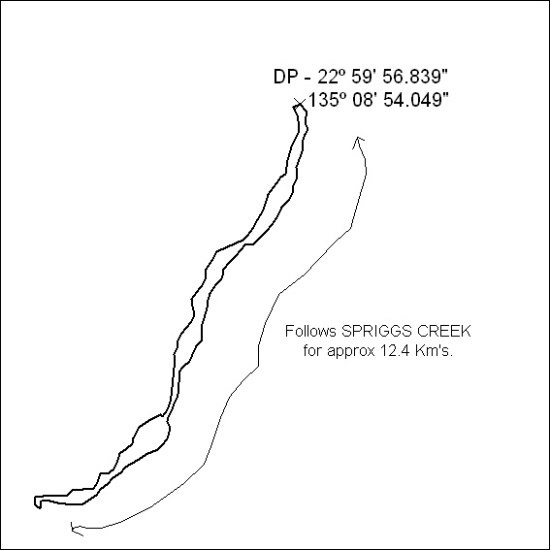 DP - 22º 59' 56.839"
135º 08' 54.049"
Follows SPRIGGS CREEK
for approx 12.4 Km's.